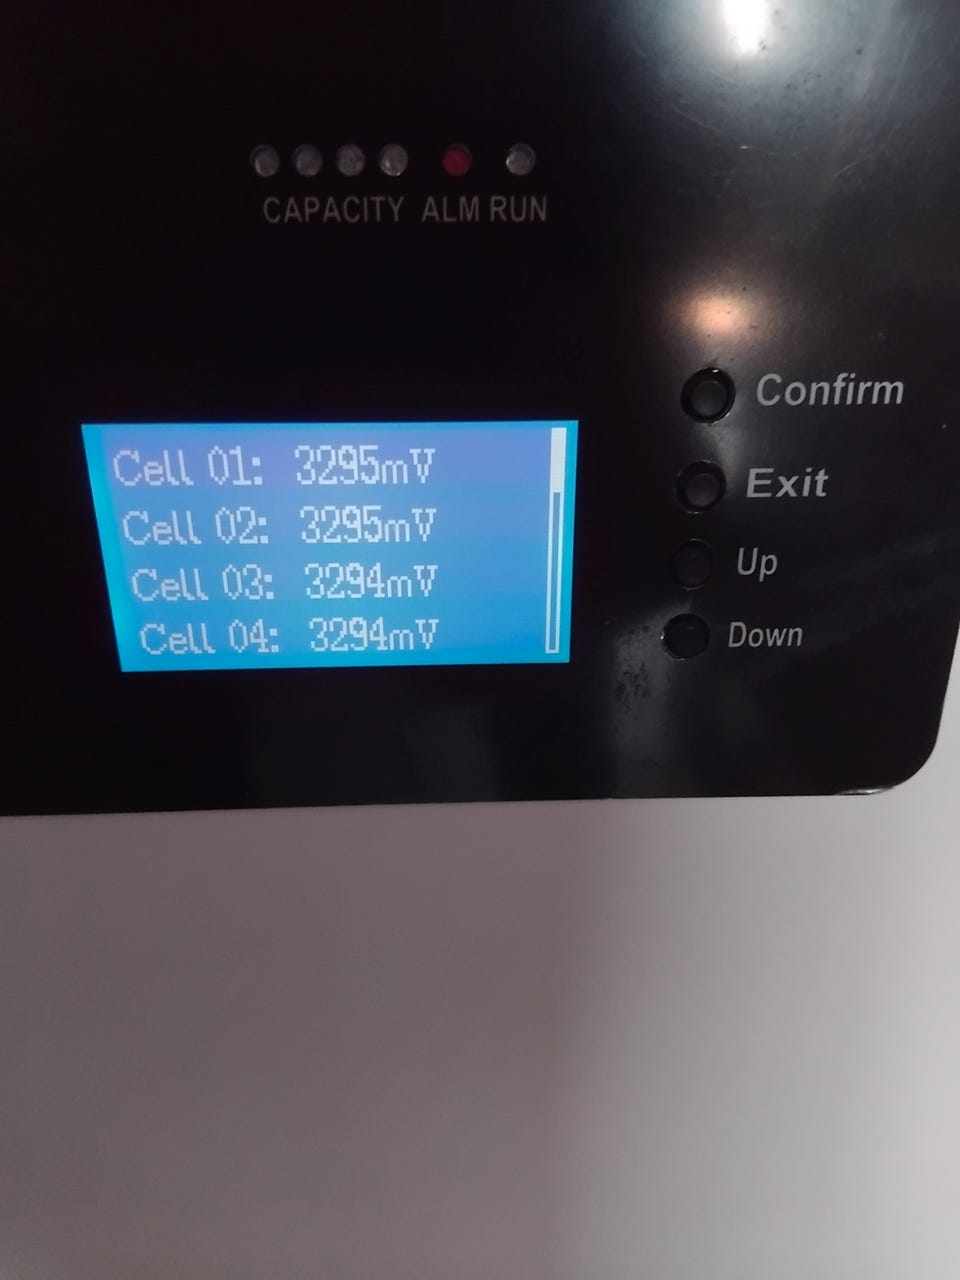 CAPACITY ALM RUN
Confirm
Cell 01: 3295mV
Exit
Cell 02: 3295mV
Up
Cell 03: 3294mV
Down
Cell 04: 3294mV